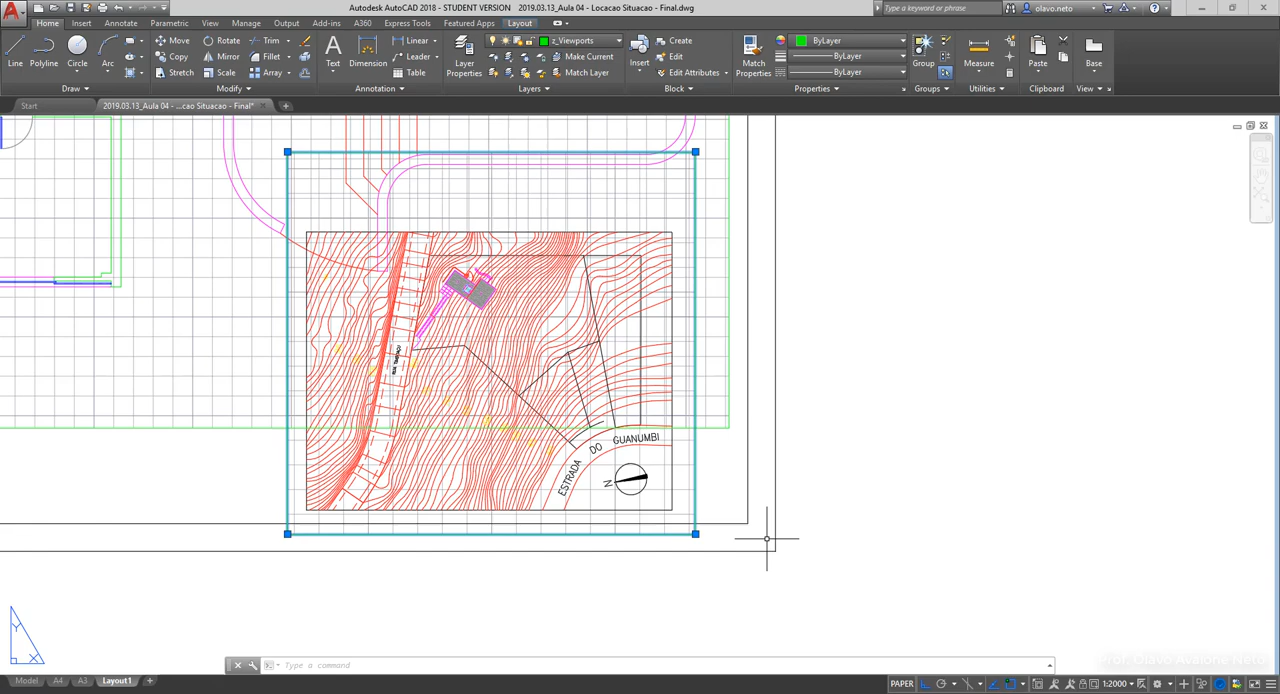 Autodesk AutoCAD 2018 - STUDENT VERSION 2019.03.13_Aula 04 - Locacao Situacao - Final.dwg
Type a keyword or phrase
olavo.neto
Home Insert Annotate Parametric View Manage Output Add-ins A360 Express Tools Featured Apps Layout
Line Polyline Circle Arc
Move Rotate Trim
Copy Mirror Fillet
Stretch Scale Array
Text Dimension
Linear
Leader
Table
Layer Properties
z_Viewports
Make Current
Match Layer
Insert
Create
Edit
Edit Attributes
Match Properties
ByLayer
ByLayer
ByLayer
Group
Measure
Paste
Base
Draw Modify Annotation Layers Block Properties Groups Utilities Clipboard View
Start 2019.03.13_Aula 04 - ...cao Situacao - Final*
ESTRADA DO GUANUMBI
N
Y
X
Type a command
Prof. Olavo Avalone Neto
Model A4 A3 Layout1
PAPER
1:2000